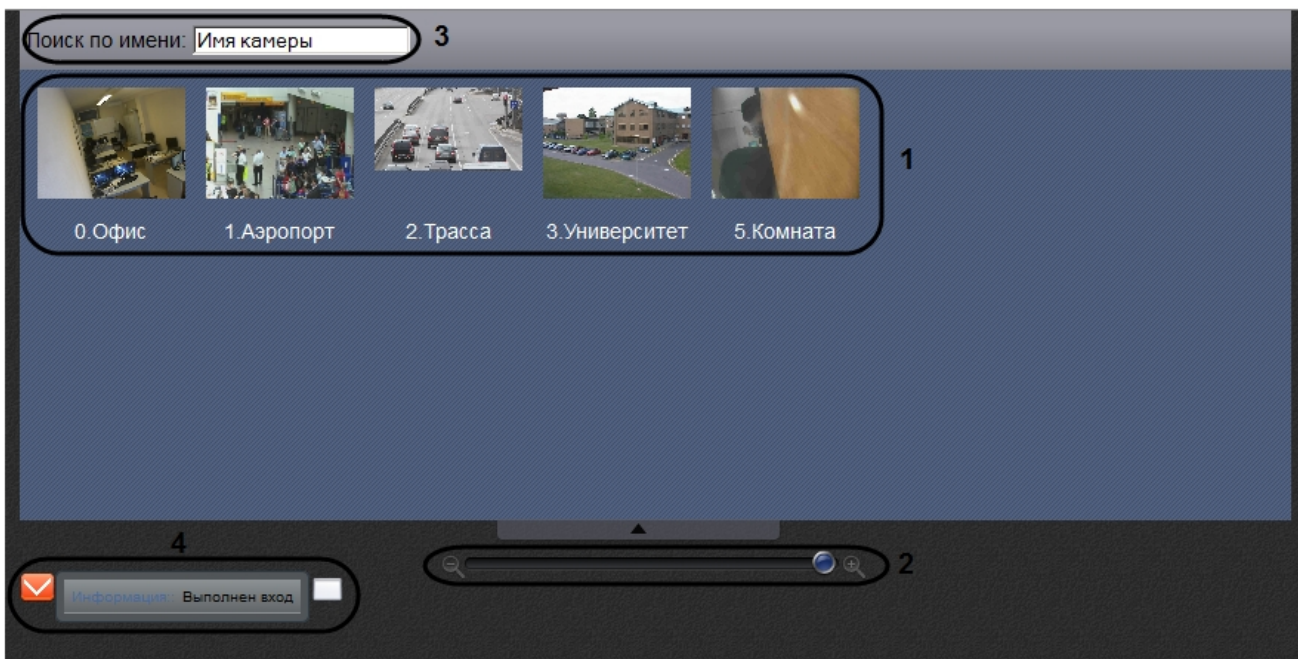 Поиск по имени: Имя камеры 3
1
0.Офис 1.Аэропорт 2.Трасса 3.Университет 5.Комната
4
2
Информация:: Выполнен вход